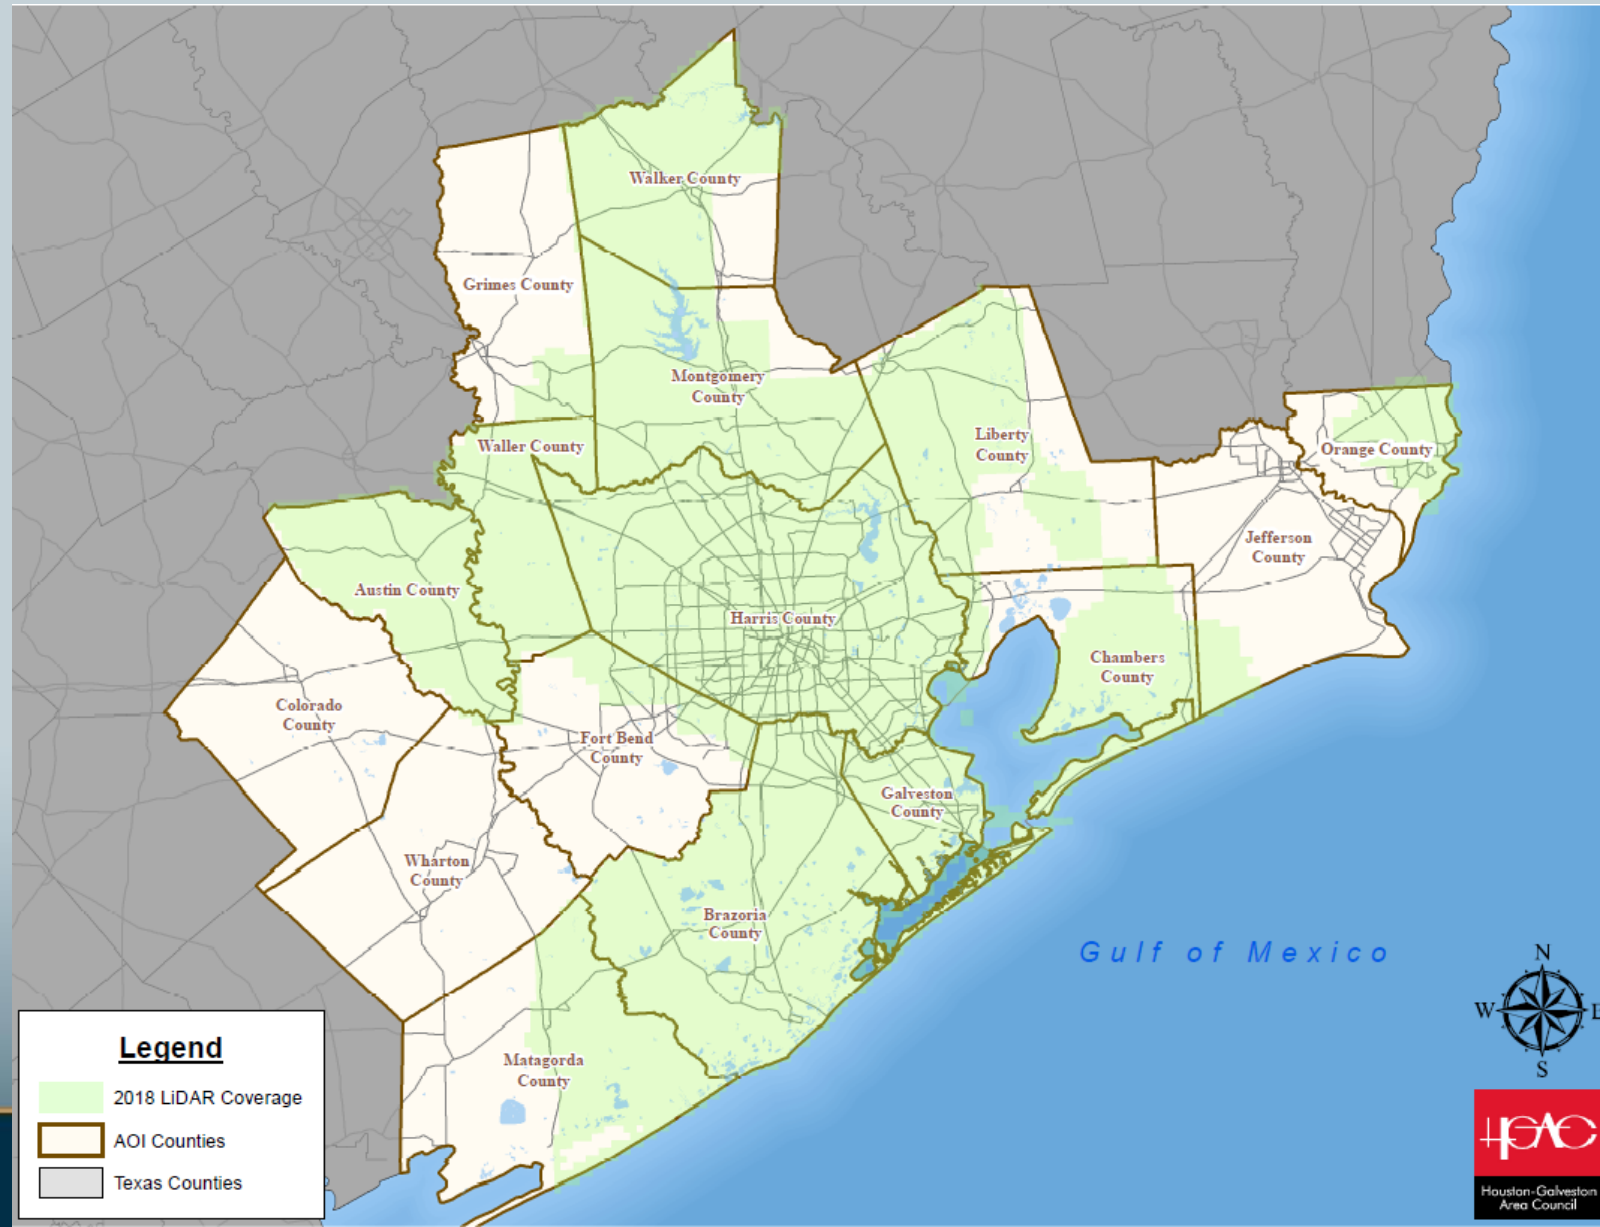 Walker County
Grimes County
Montgomery
County
Waller County
Liberty
County
Orange County
Jefferson
County
Austin County
Harris County
Chambers
County
Colorado
County
Fort Bend
County
Galveston
County
Wharton
County
Brazoria
County
Gulf of Mexico
Matagorda
County
N
W
E
S
Legend
2018 LiDAR Coverage
AOI Counties
Texas Counties
Houston-Galveston
Area Council